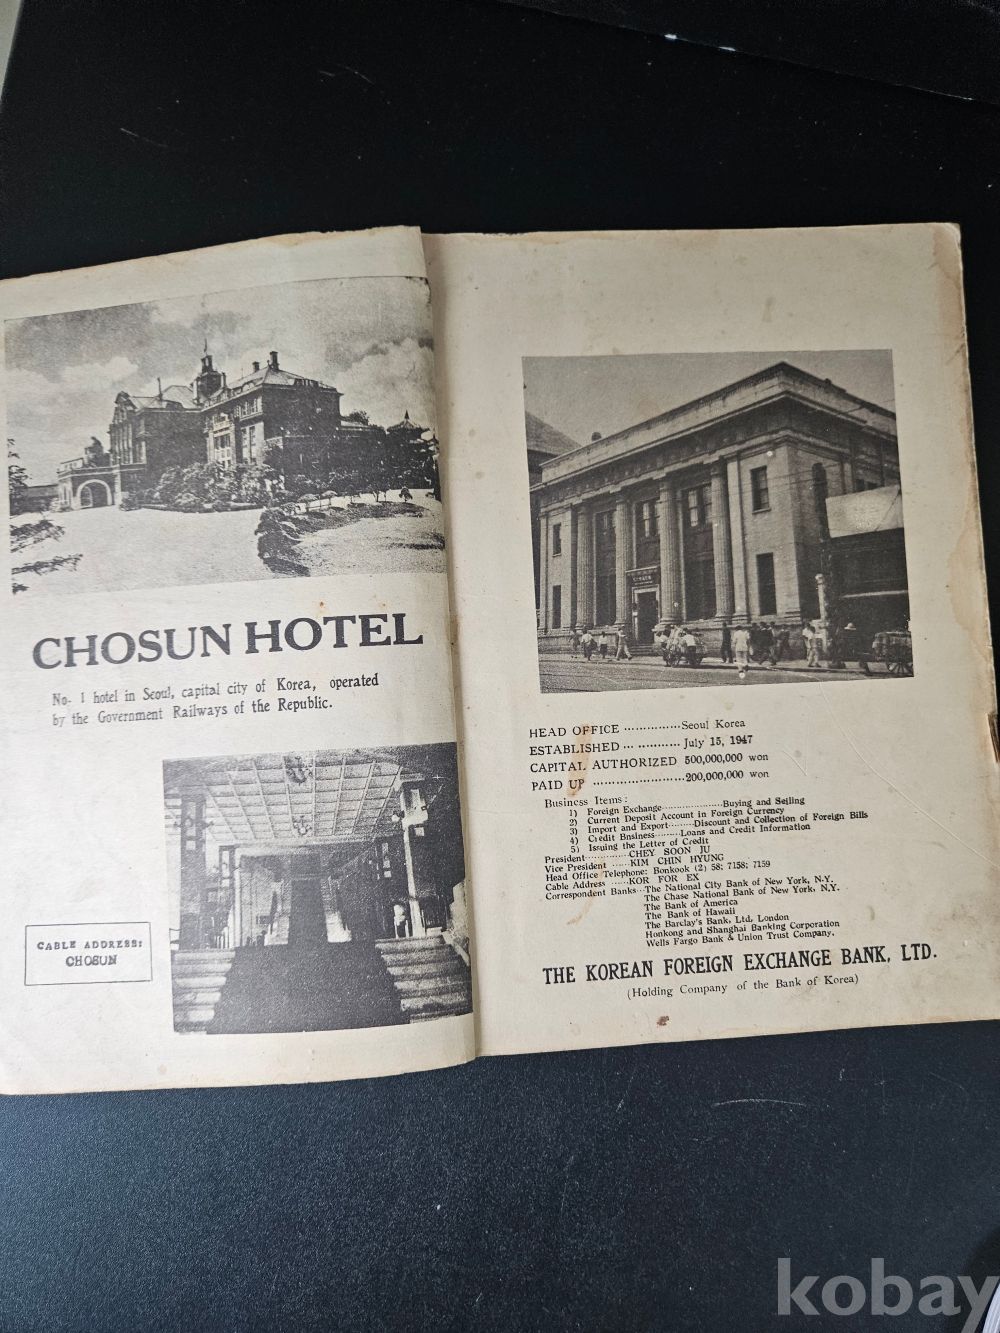 CHOSUN HOTEL
No. 1 hotel in Seoul, capital city of Korea, operated
by the Government Railways of the Republic.
CABLE ADDRESS:
CHOSUN
HEAD OFFICE ............... Seoul Korea
ESTABLISHED ... ............ July 15, 1947
CAPITAL AUTHORIZED 500,000,000 won
PAID UP ........................ 200,000,000 won
Business Items:
1) Foreign Exchange .................... Buying and Selling
2) Current Deposit Account in Foreign Currency
3) Import and Export ......... Discount and Collection of Foreign Bills
4) Credit Bnsiness ......... Loans and Credit Information
5) Issuing the Letter of Credit
President ............... CHEY SOON JU
Vice President ...... KIM CHIN HYUNG
Head Office Telephone: Bonkook (2) 58; 7158; 7159
Cable Address ...... KOR FOR EX
Correspondent Banks ... The National City Bank of New York, N.Y.
The Chase National Bank of New York, N.Y.
The Bank of America
The Bank of Hawaii
The Barclay's Bank, Ltd, London
Honkong and Shanghai Banking Corporation
Wells Fargo Bank & Union Trust Company.
THE KOREAN FOREIGN EXCHANGE BANK, LTD.
(Holding Company of the Bank of Korea)
kobay